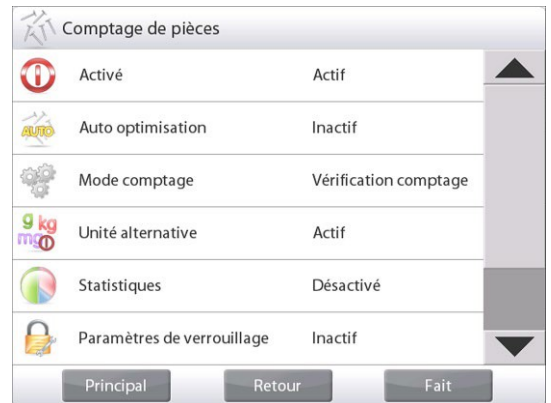 Comptage de pièces
Activé Actif
AUTO Auto optimisation Inactif
Mode comptage Vérification comptage
g kg mg Unité alternative Actif
Statistiques Désactivé
Paramètres de verrouillage Inactif
Principal Retour Fait